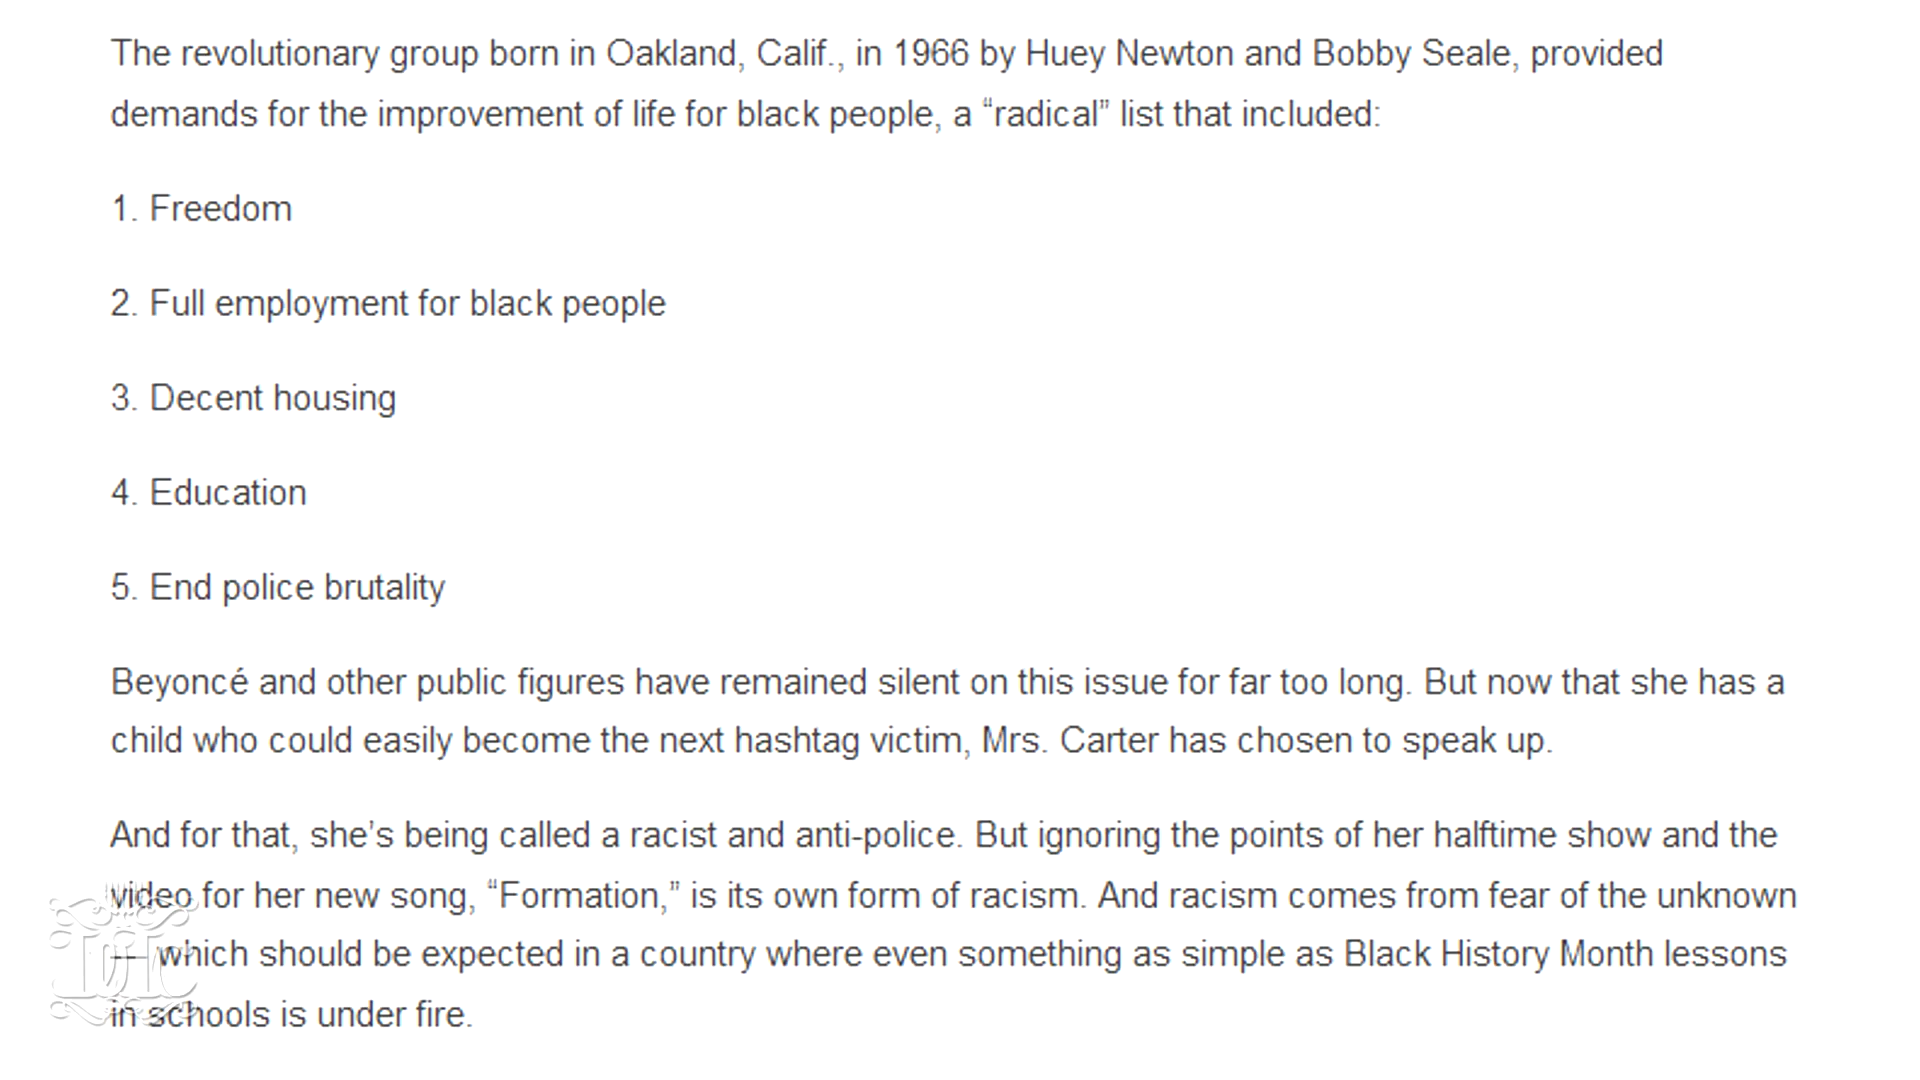 The revolutionary group born in Oakland, Calif., in 1966 by Huey Newton and Bobby Seale, provided
demands for the improvement of life for black people, a “radical” list that included:
1. Freedom
2. Full employment for black people
3. Decent housing
4. Education
5. End police brutality
Beyoncé and other public figures have remained silent on this issue for far too long. But now that she has a
child who could easily become the next hashtag victim, Mrs. Carter has chosen to speak up.
And for that, she’s being called a racist and anti-police. But ignoring the points of her halftime show and the
video for her new song, “Formation,” is its own form of racism. And racism comes from fear of the unknown
— which should be expected in a country where even something as simple as Black History Month lessons
in schools is under fire.